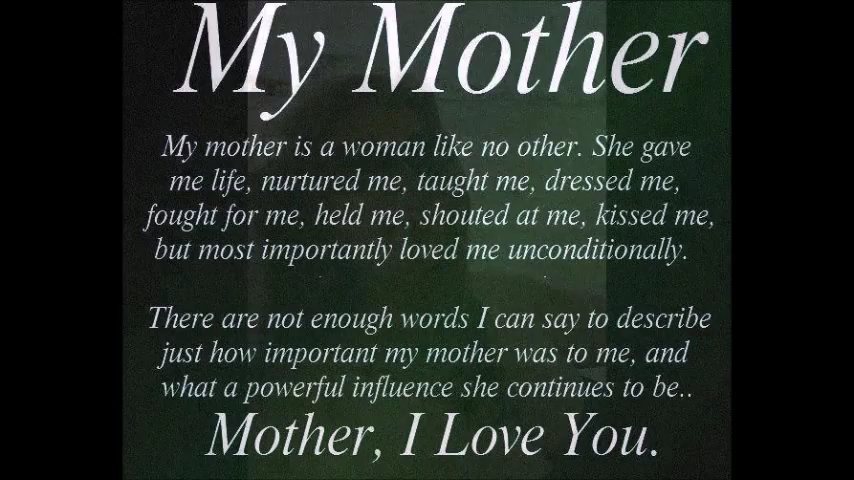 My Mother
My mother is a woman like no other. She gave
me life, nurtured me, taught me, dressed me,
fought for me, held me, shouted at me, kissed me,
but most importantly loved me unconditionally.
There are not enough words I can say to describe
just how important my mother was to me, and
what a powerful influence she continues to be..
Mother, I Love You.